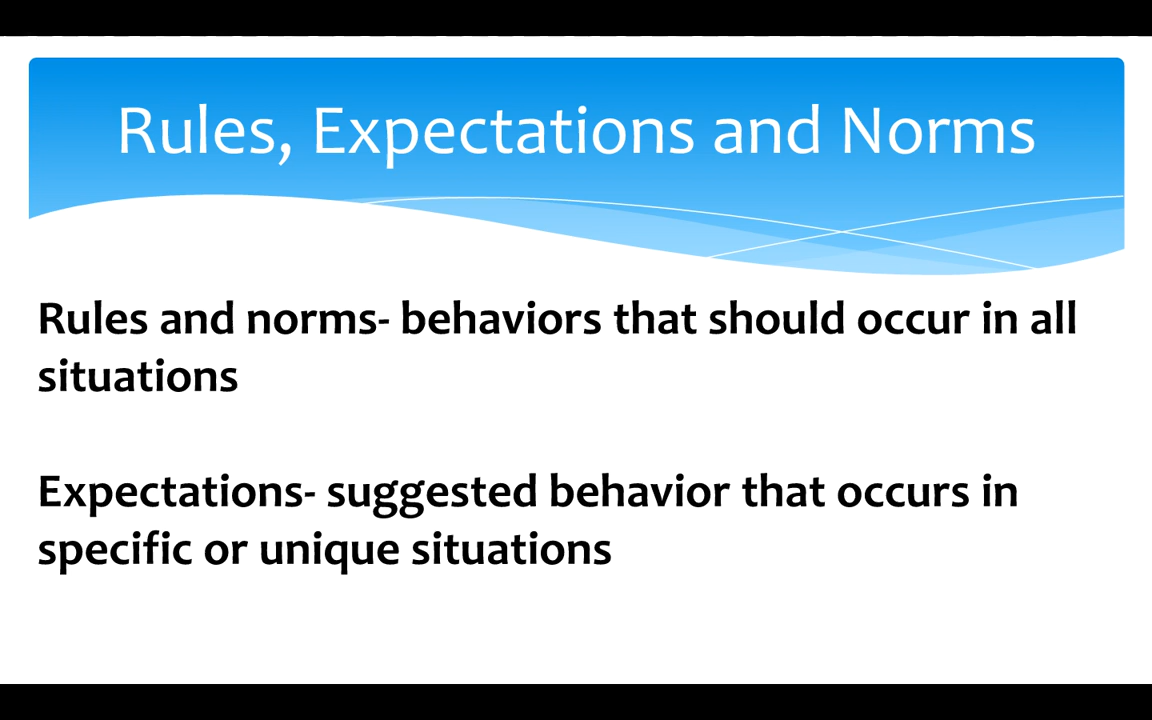 Rules, Expectations and Norms
Rules and norms- behaviors that should occur in all
situations
Expectations- suggested behavior that occurs in
specific or unique situations